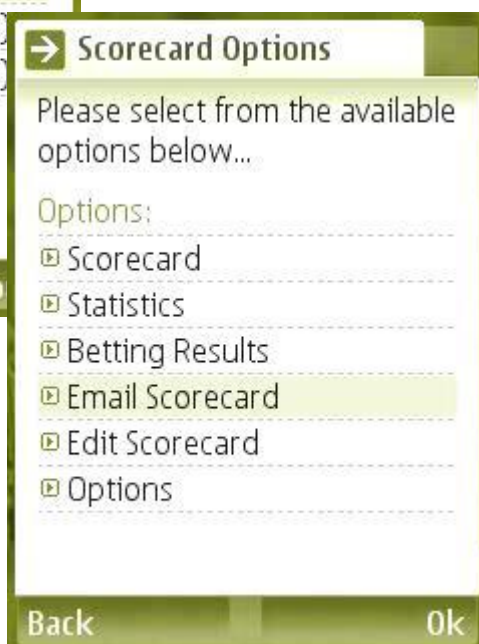 Scorecard Options
Please select from the available
options below...
Options:
Scorecard
Statistics
Betting Results
Email Scorecard
Edit Scorecard
Options
Back
Ok